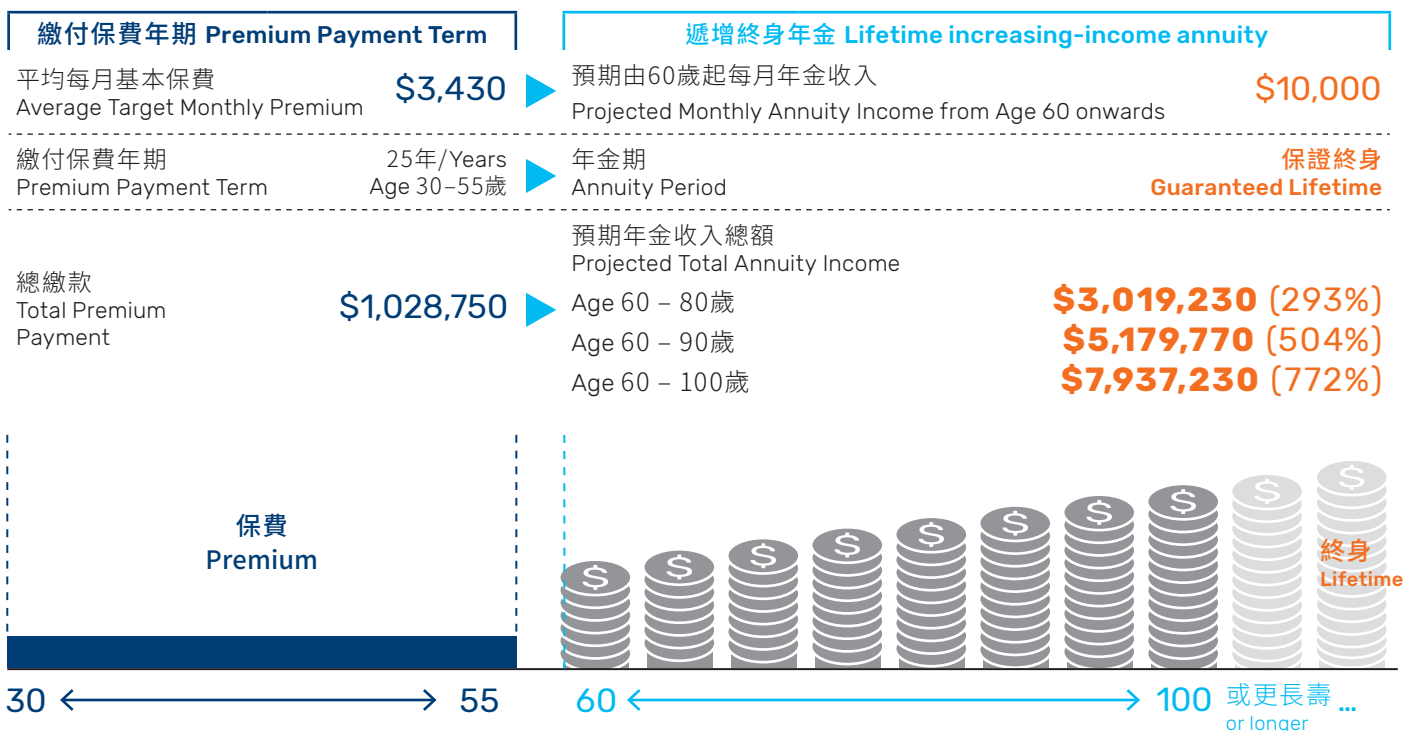 繳付保費年期 Premium Payment Term
遞增終身年金 Lifetime increasing-income annuity
平均每月基本保費
Average Target Monthly Premium
$3,430
預期由60歲起每月年金收入
Projected Monthly Annuity Income from Age 60 onwards
$10,000
繳付保費年期
Premium Payment Term
25年/Years
Age 30–55歲
年金期
Annuity Period
保證終身
Guaranteed Lifetime
總繳款
Total Premium
Payment
$1,028,750
預期年金收入總額
Projected Total Annuity Income
Age 60 – 80歲 $3,019,230 (293%)
Age 60 – 90歲 $5,179,770 (504%)
Age 60 – 100歲 $7,937,230 (772%)
保費
Premium
$ $ $ $ $ $ $ $ $ $
終身
Lifetime
30 55 60 100 或更長壽 ...
or longer